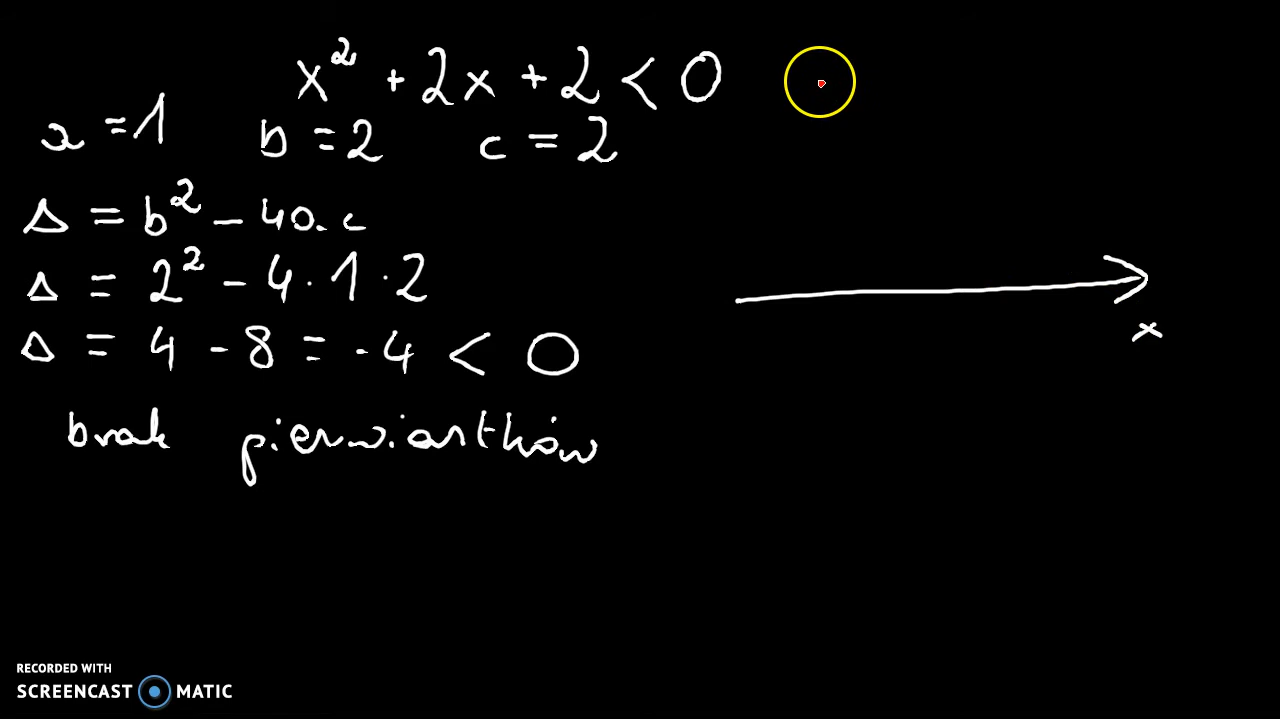 x² + 2x + 2 < 0
a = 1 b = 2 c = 2
Δ = b² - 4a.c
Δ = 2² - 4 · 1 · 2
Δ = 4 - 8 = -4 < 0
x
brak pierwiastków
RECORDED WITH
SCREENCAST MATIC